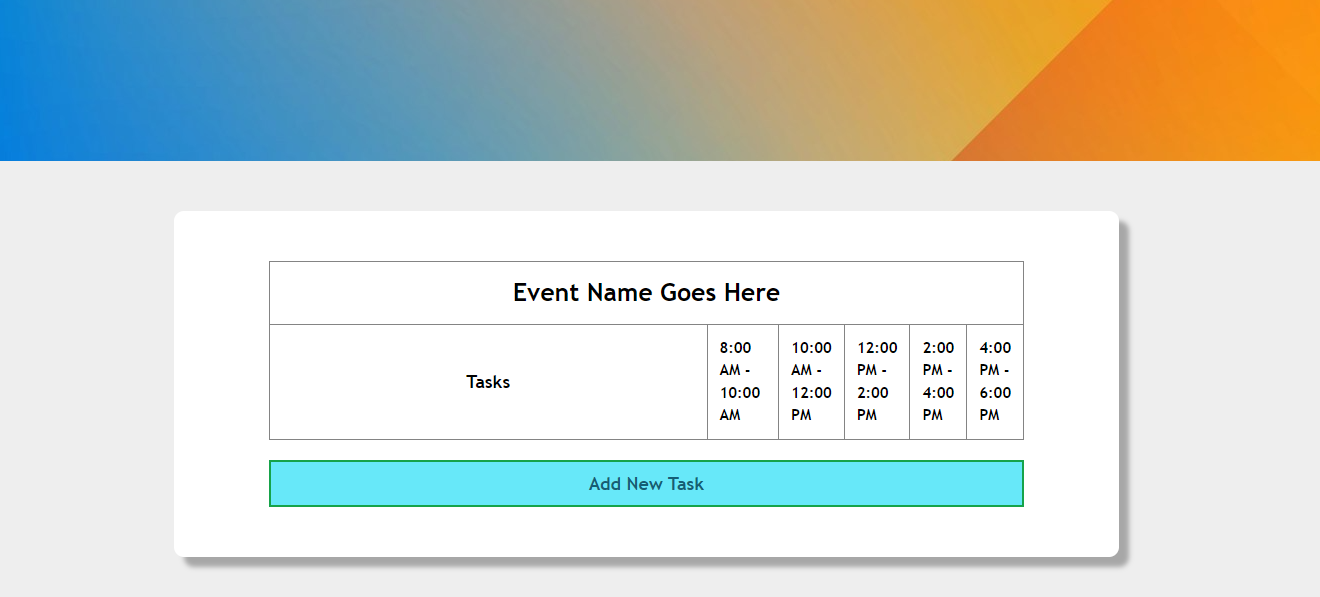 Event Name Goes Here
Tasks
8:00
AM -
10:00
AM
10:00
AM -
12:00
PM
12:00
PM -
2:00
PM
2:00
PM -
4:00
PM
4:00
PM -
6:00
PM
Add New Task